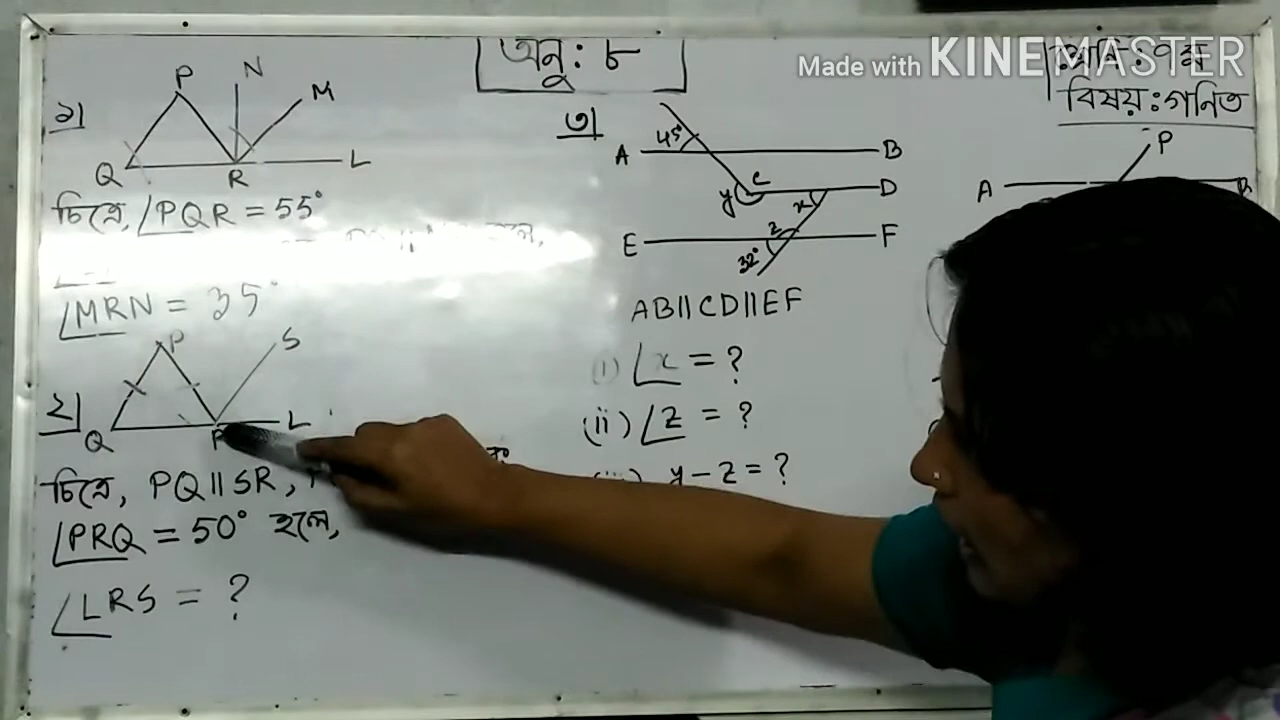 অনু: ৮
Made with KINEMASTER
শ্রেণি: ৭ম
বিষয়: গনিত
১।
P N M
Q R L
চিত্রে, ∠PQR = 55°
∠MRN = 35°
২।
P S
Q L
চিত্রে, PQ || SR,
∠PRQ = 50° হলে,
∠LRS = ?
৩।
45°
A B
C D
y x
z
E F
32°
AB||CD||EF
(i) ∠x = ?
(ii) ∠z = ?
y - z = ?
P
A B